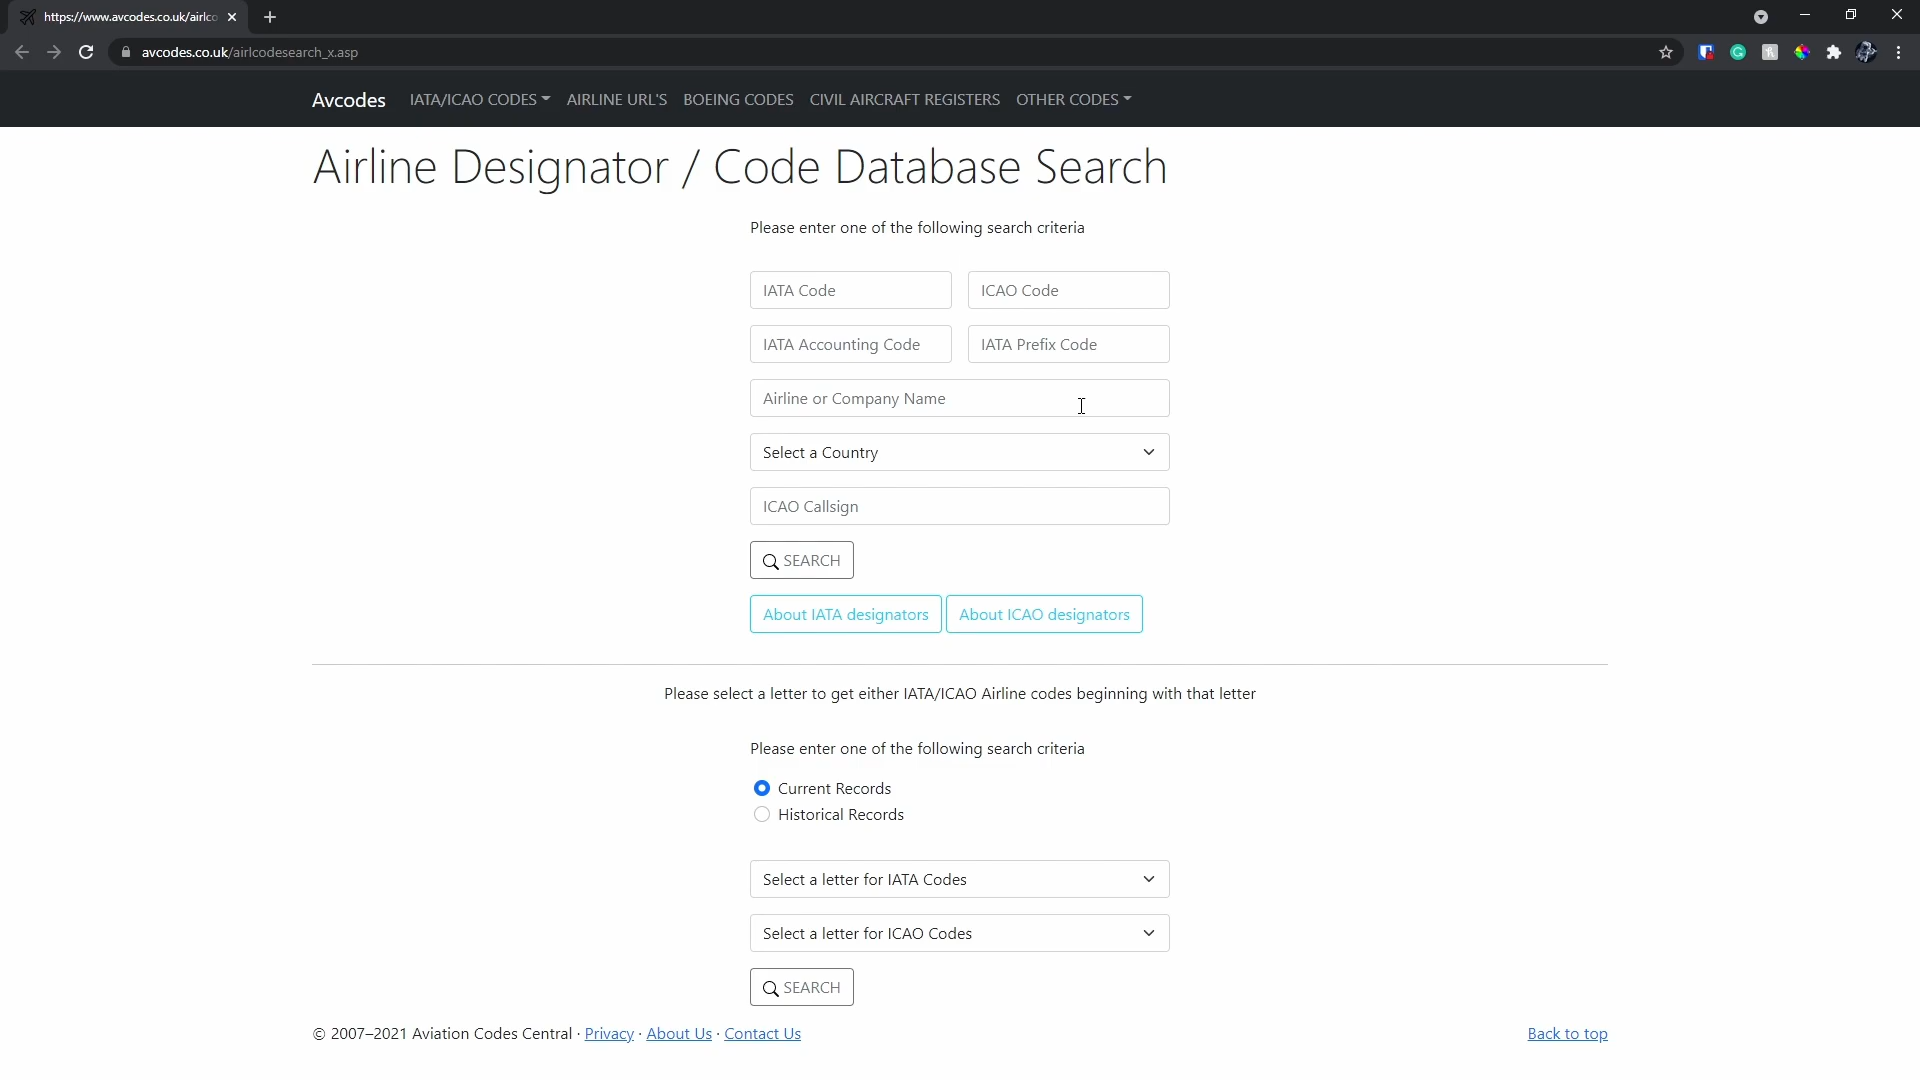 https://www.avcodes.co.uk/airlco
avcodes.co.uk/airlcodesearch_x.asp
Avcodes IATA/ICAO CODES AIRLINE URL'S BOEING CODES CIVIL AIRCRAFT REGISTERS OTHER CODES
Airline Designator / Code Database Search
Please enter one of the following search criteria
IATA Code ICAO Code
IATA Accounting Code IATA Prefix Code
Airline or Company Name
Select a Country
ICAO Callsign
SEARCH
About IATA designators About ICAO designators
Please select a letter to get either IATA/ICAO Airline codes beginning with that letter
Please enter one of the following search criteria
Current Records
Historical Records
Select a letter for IATA Codes
Select a letter for ICAO Codes
SEARCH
© 2007–2021 Aviation Codes Central · Privacy · About Us · Contact Us Back to top